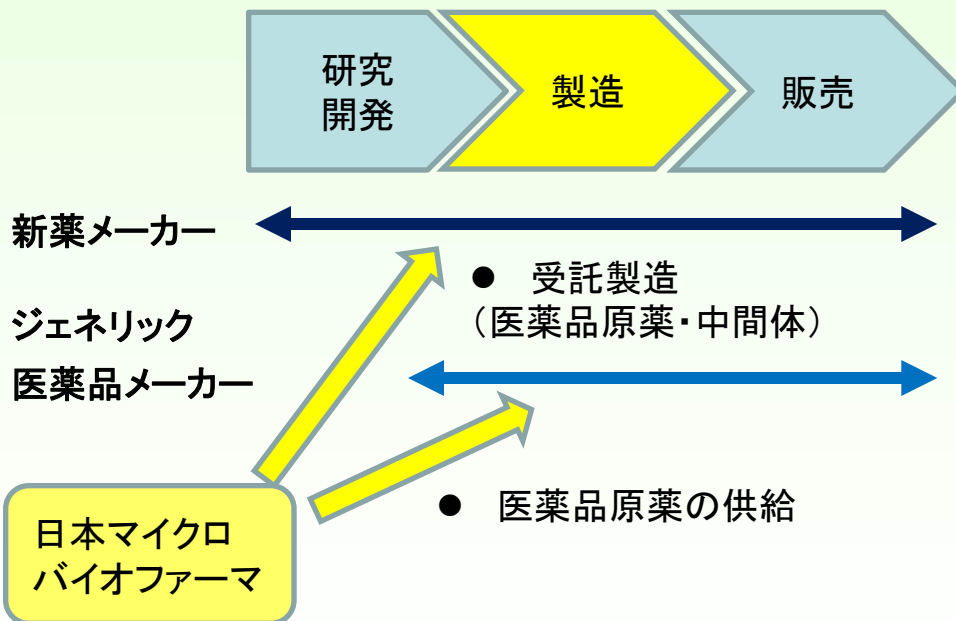 研究
開発
製造
販売
新薬メーカー
● 受託製造
（医薬品原薬・中間体）
ジェネリック
医薬品メーカー
● 医薬品原薬の供給
日本マイクロ
バイオファーマ